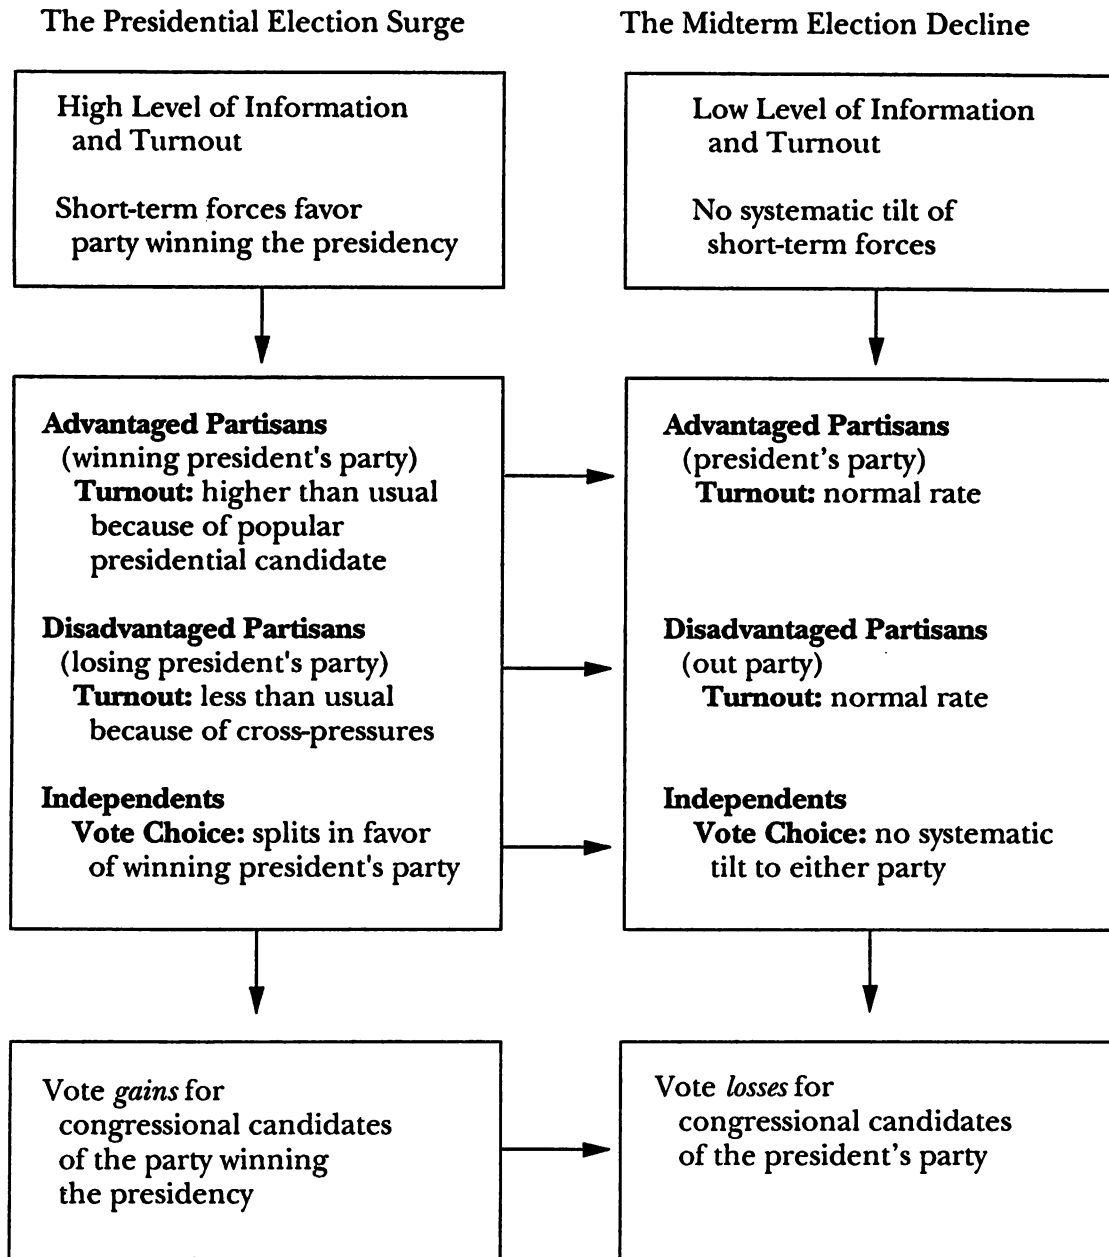 The Presidential Election Surge
High Level of Information
and Turnout
Short-term forces favor
party winning the presidency
Advantaged Partisans
(winning president's party)
Turnout: higher than usual
because of popular
presidential candidate
Disadvantaged Partisans
(losing president's party)
Turnout: less than usual
because of cross-pressures
Independents
Vote Choice: splits in favor
of winning president's party
Vote gains for
congressional candidates
of the party winning
the presidency
The Midterm Election Decline
Low Level of Information
and Turnout
No systematic tilt of
short-term forces
Advantaged Partisans
(president's party)
Turnout: normal rate
Disadvantaged Partisans
(out party)
Turnout: normal rate
Independents
Vote Choice: no systematic
tilt to either party
Vote losses for
congressional candidates
of the president's party